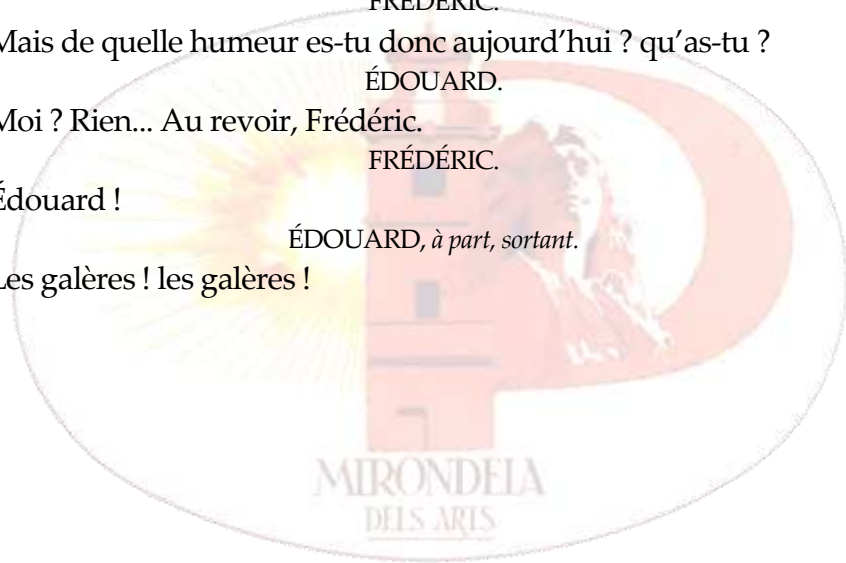 FRÉDÉRIC.
Mais de quelle humeur es-tu donc aujourd’hui ? qu’as-tu ?
ÉDOUARD.
Moi ? Rien... Au revoir, Frédéric.
FRÉDÉRIC.
Édouard !
ÉDOUARD, à part, sortant.
Les galères ! les galères !
MIRONDELA
DELS ARTS